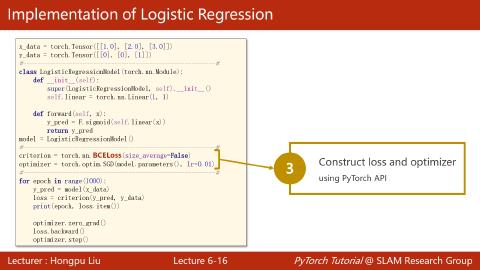 Implementation of Logistic Regression
x_data = torch.Tensor([[1.0], [2.0], [3.0]])
y_data = torch.Tensor([[0], [0], [1]])
#-------------------------------------------------------#
class LogisticRegressionModel(torch.nn.Module):
def __init__(self):
super(LogisticRegressionModel, self).__init__()
self.linear = torch.nn.Linear(1, 1)
def forward(self, x):
y_pred = F.sigmoid(self.linear(x))
return y_pred
model = LogisticRegressionModel()
#-------------------------------------------------------#
criterion = torch.nn.BCELoss(size_average=False)
optimizer = torch.optim.SGD(model.parameters(), lr=0.01)
#-------------------------------------------------------#
for epoch in range(1000):
y_pred = model(x_data)
loss = criterion(y_pred, y_data)
print(epoch, loss.item())
optimizer.zero_grad()
loss.backward()
optimizer.step()
3
Construct loss and optimizer
using PyTorch API
Lecturer : Hongpu Liu
Lecture 6-16
PyTorch Tutorial @ SLAM Research Group